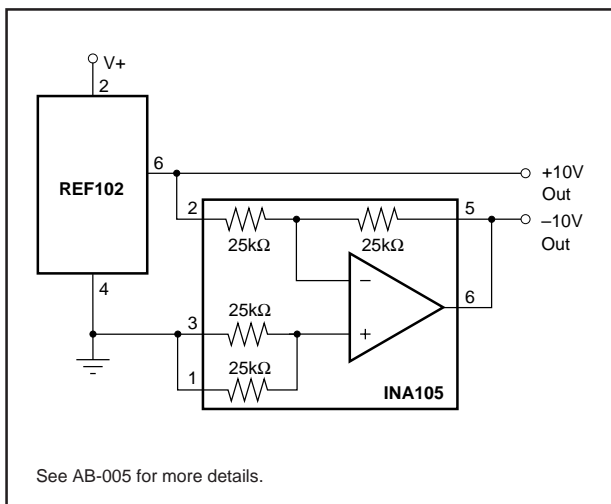 V+
2
6
REF102
+10V
Out
2
5
–10V
Out
25kΩ
25kΩ
4
–
6
3
+
25kΩ
1
25kΩ
INA105
See AB-005 for more details.